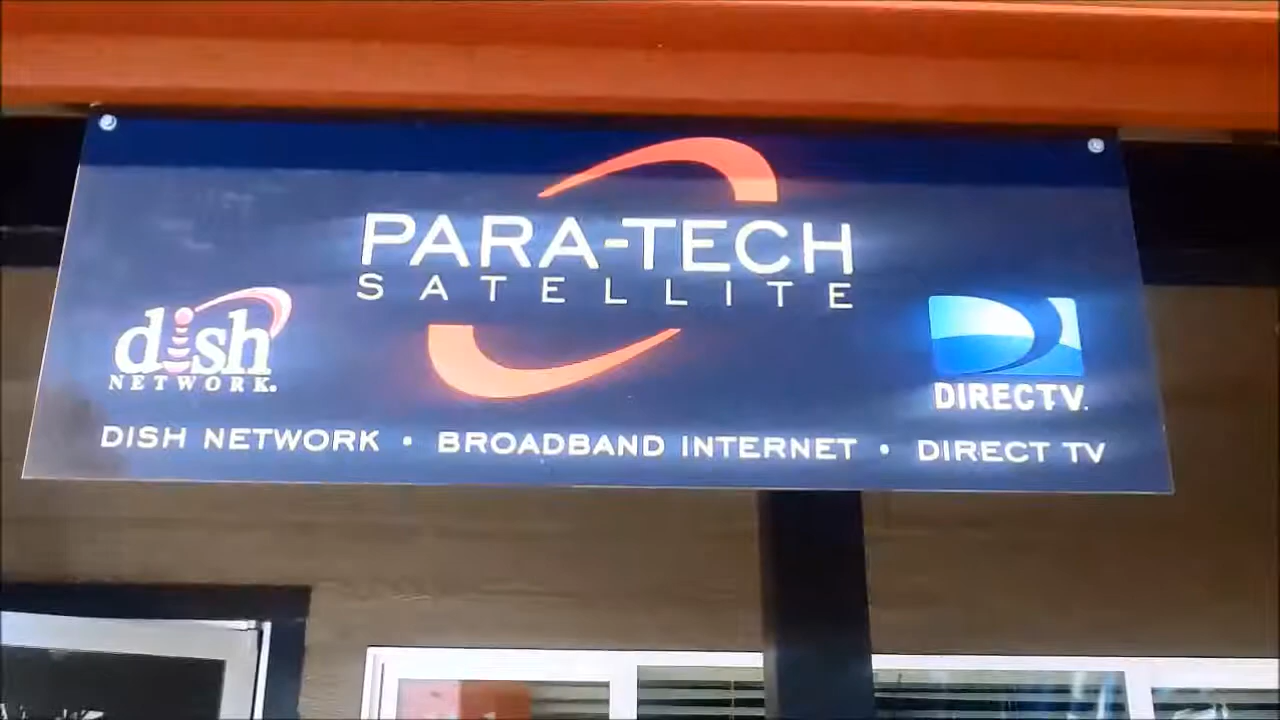 PARA-TECH
SATELLITE
dish
NETWORK.
DIRECTV.
DISH NETWORK • BROADBAND INTERNET • DIRECT TV